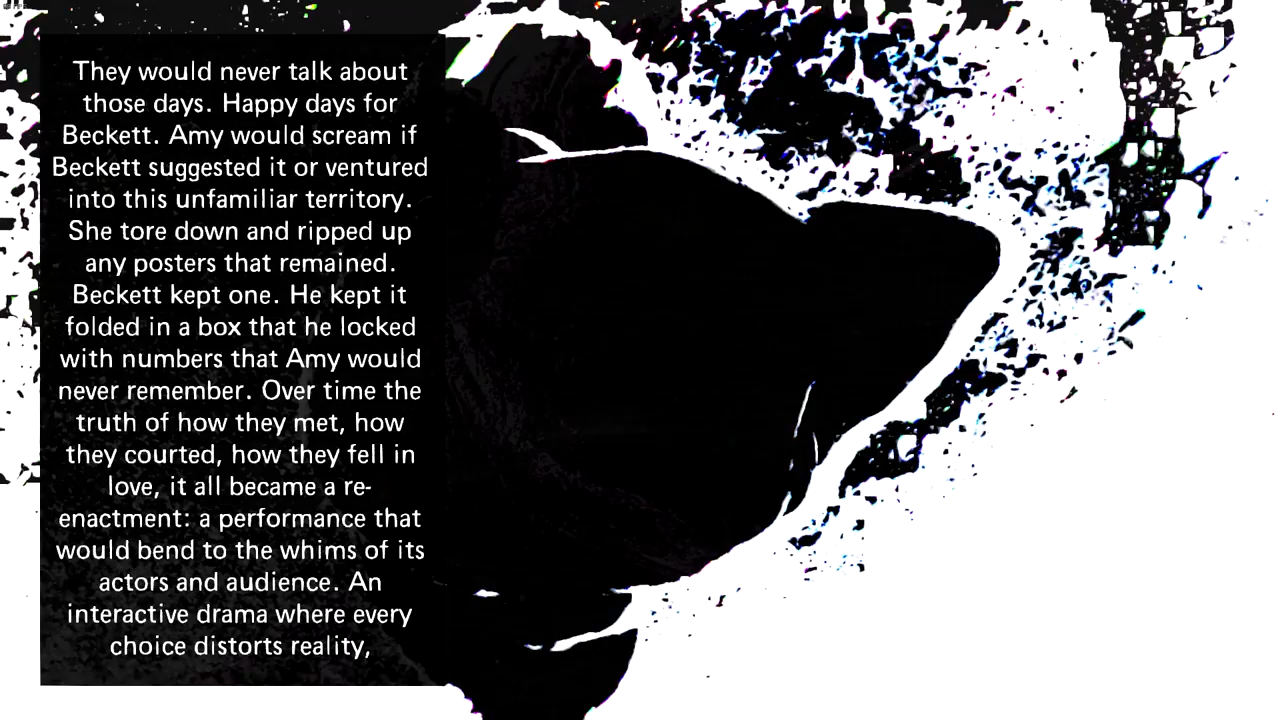 They would never talk about
those days. Happy days for
Beckett. Amy would scream if
Beckett suggested it or ventured
into this unfamiliar territory.
She tore down and ripped up
any posters that remained.
Beckett kept one. He kept it
folded in a box that he locked
with numbers that Amy would
never remember. Over time the
truth of how they met, how
they courted, how they fell in
love, it all became a re-
enactment: a performance that
would bend to the whims of its
actors and audience. An
interactive drama where every
choice distorts reality,